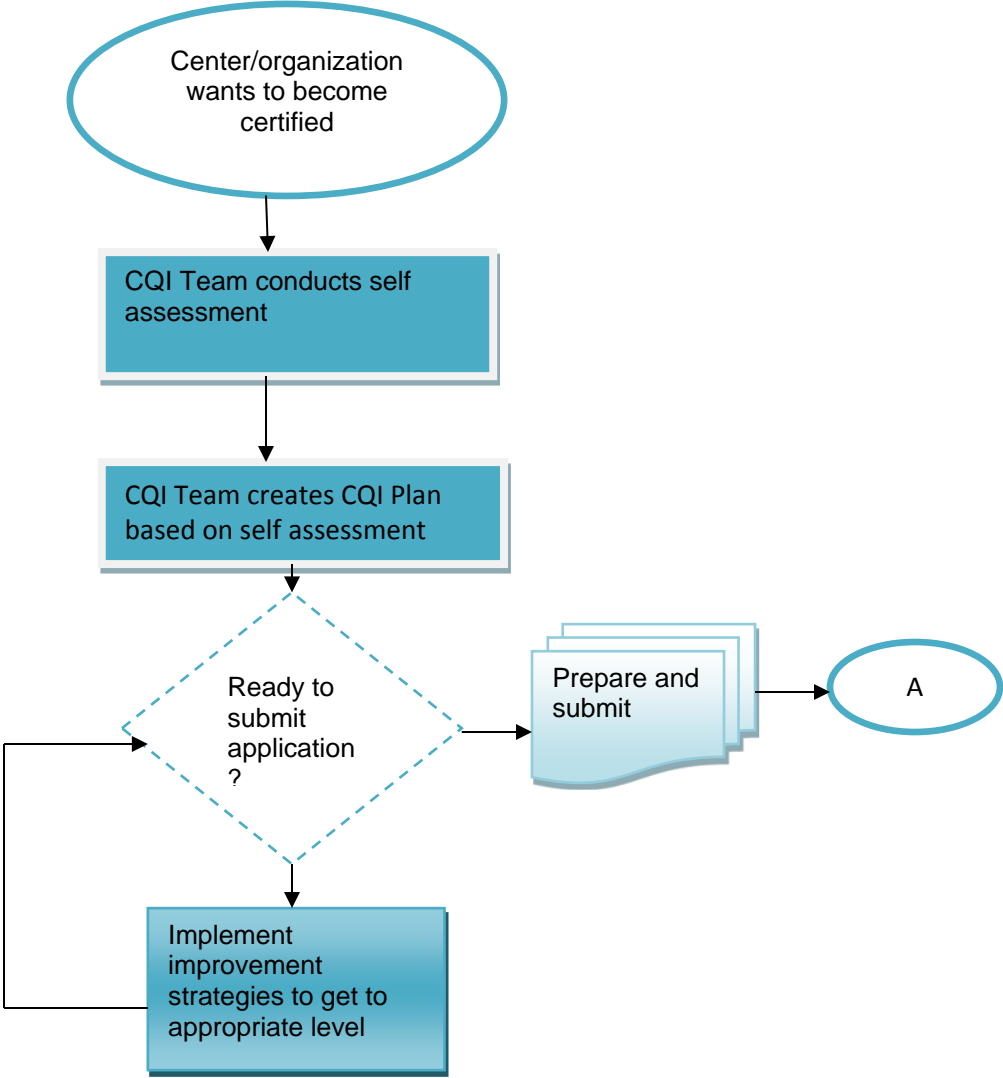 Center/organization
wants to become
certified
CQI Team conducts self
assessment
CQI Team creates CQI Plan
based on self assessment
Ready to
submit
application
?
Prepare and
submit
A
Implement
improvement
strategies to get to
appropriate level